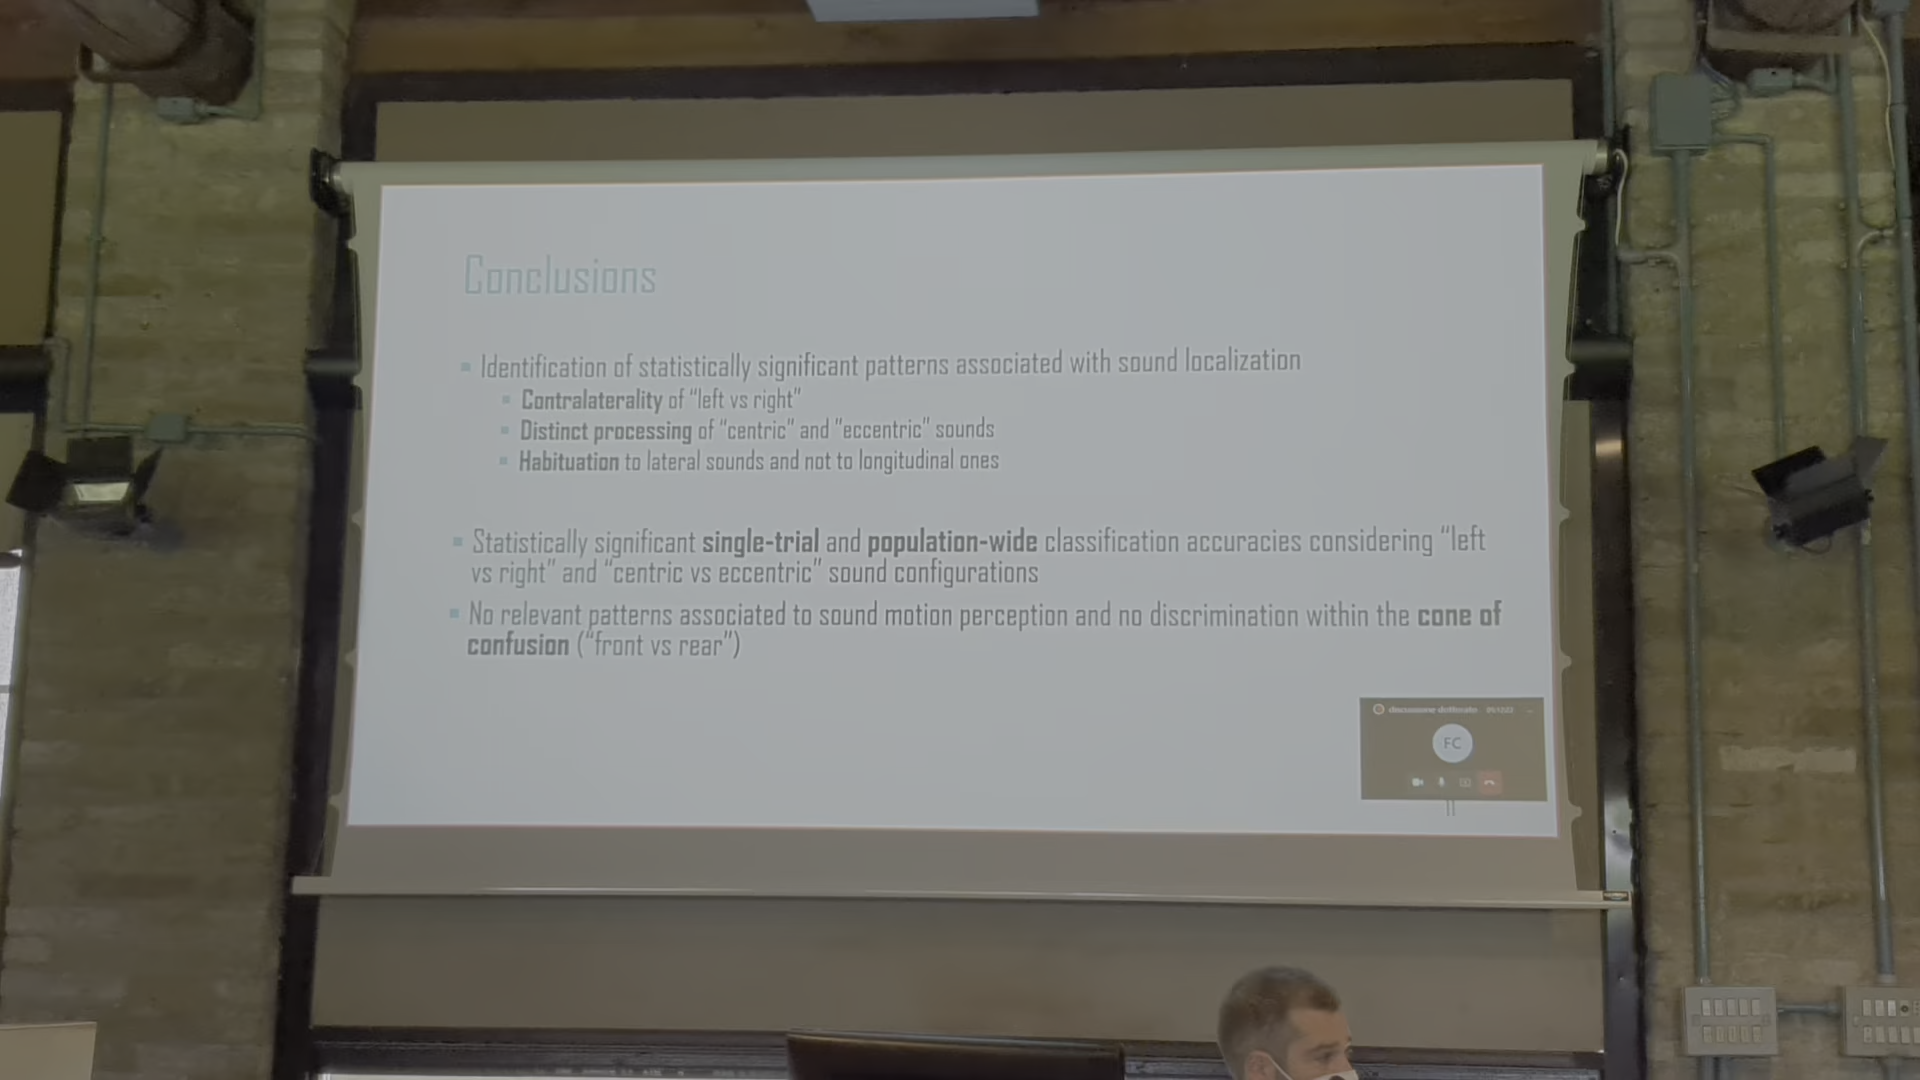 Conclusions
Identification of statistically significant patterns associated with sound localization
Contralaterality of “left vs right”
Distinct processing of “centric” and “eccentric” sounds
Habituation to lateral sounds and not to longitudinal ones
Statistically significant single-trial and population-wide classification accuracies considering “left
vs right” and “centric vs eccentric” sound configurations
No relevant patterns associated to sound motion perception and no discrimination within the cone of
confusion (“front vs rear”)
discussione dottorato
FC
11